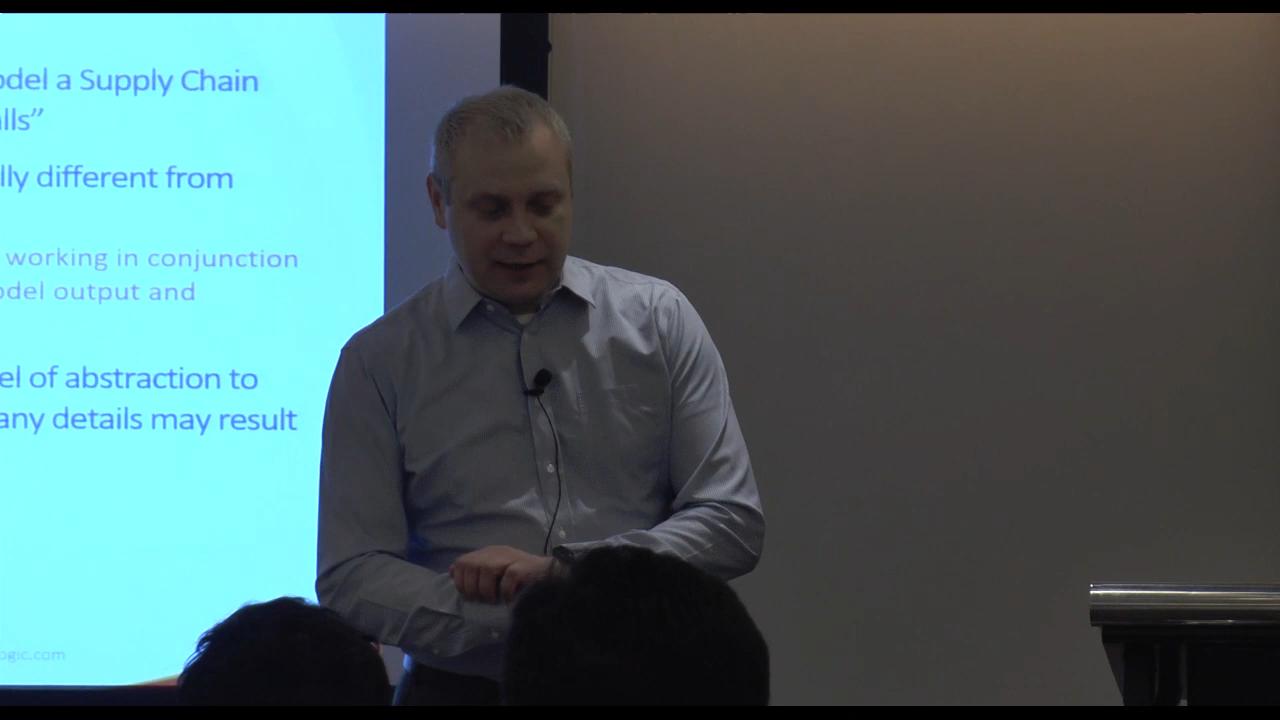 odel a Supply Chain
lls”
lly different from
working in conjunction
odel output and
el of abstraction to
any details may result
ogic.com